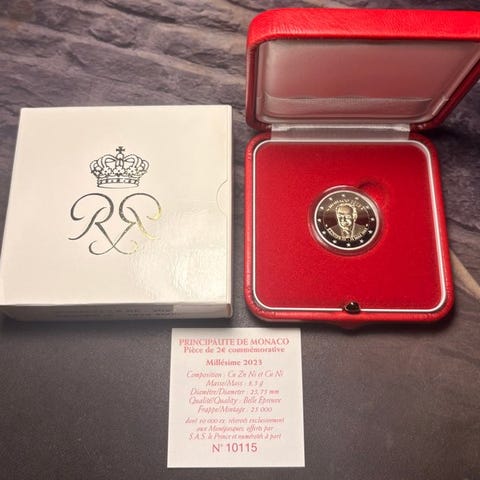 PRINCIPAUTE DE MONACO
Pièce de 2€ commémorative
Millésime 2023
Composition : Cu Zn Ni et Cu Ni
Masse/Mass : 8,5 g
Diamètre/Diameter : 25,75 mm
Qualité/Quality : Belle Epreuve
Frappe/Mintage : 25 000
dont 10 000 ex. réservés exclusivement
aux Monégasques, offerts par
S.A.S. le Prince et numérotés à part
N° 10115